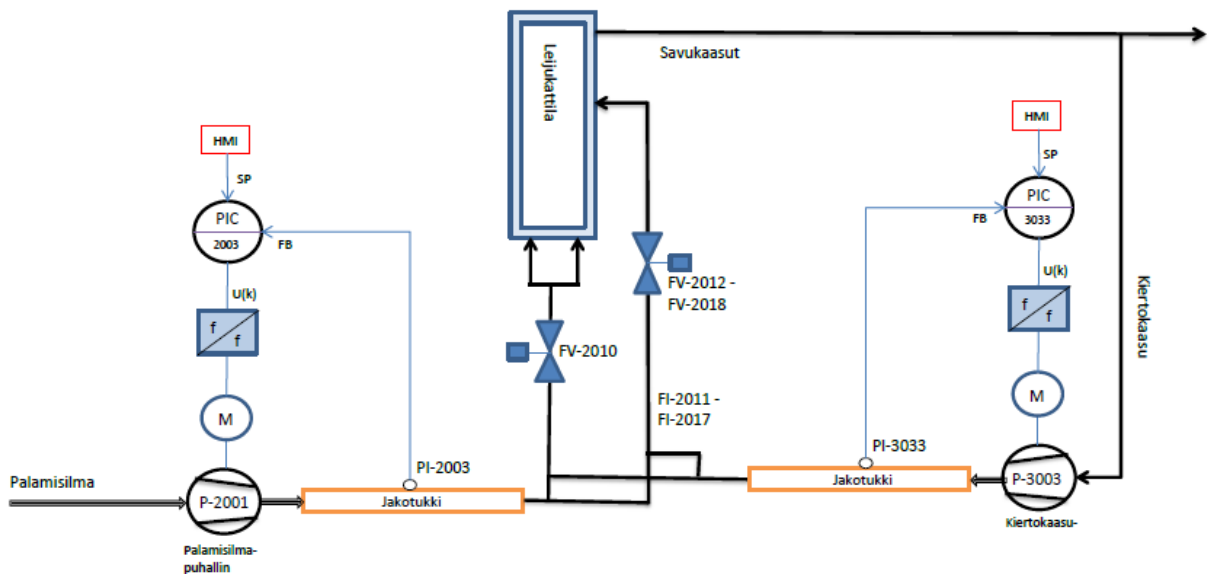 Leijukattila
Savukaasut
HMI
SP
PIC
2003
FB
U(k)
f
f
M
P-2001
Palamisilma
Palamisilma-
puhallin
PI-2003
Jakotukki
FV-2010
FV-2012 -
FV-2018
FI-2011 -
FI-2017
HMI
SP
PIC
3033
FB
U(k)
f
f
M
P-3003
Kiertokaasu-
PI-3033
Jakotukki
Kiertokaasu